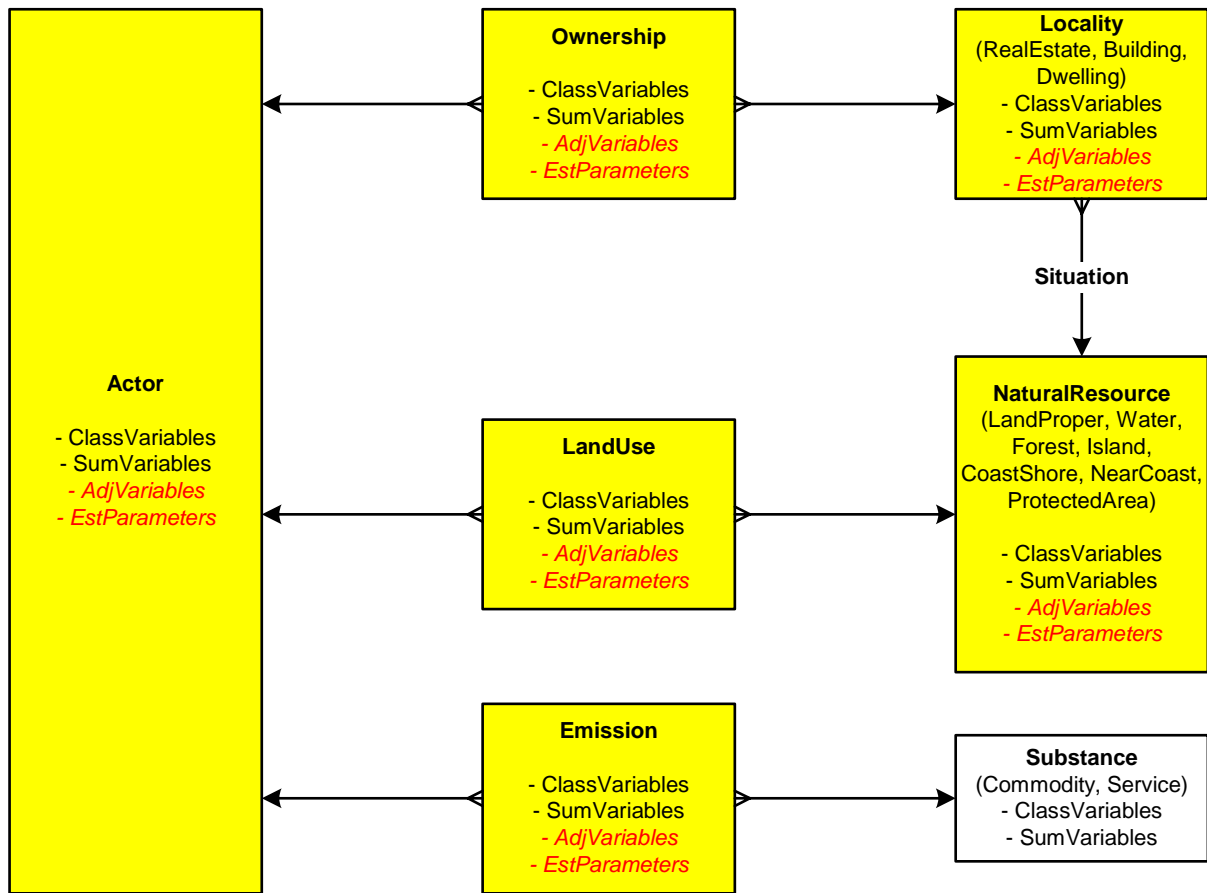 Actor
- ClassVariables
- SumVariables
- AdjVariables
- EstParameters
Ownership
- ClassVariables
- SumVariables
- AdjVariables
- EstParameters
Locality
(RealEstate, Building,
Dwelling)
- ClassVariables
- SumVariables
- AdjVariables
- EstParameters
Situation
LandUse
- ClassVariables
- SumVariables
- AdjVariables
- EstParameters
NaturalResource
(LandProper, Water,
Forest, Island,
CoastShore, NearCoast,
ProtectedArea)
- ClassVariables
- SumVariables
- AdjVariables
- EstParameters
Emission
- ClassVariables
- SumVariables
- AdjVariables
- EstParameters
Substance
(Commodity, Service)
- ClassVariables
- SumVariables